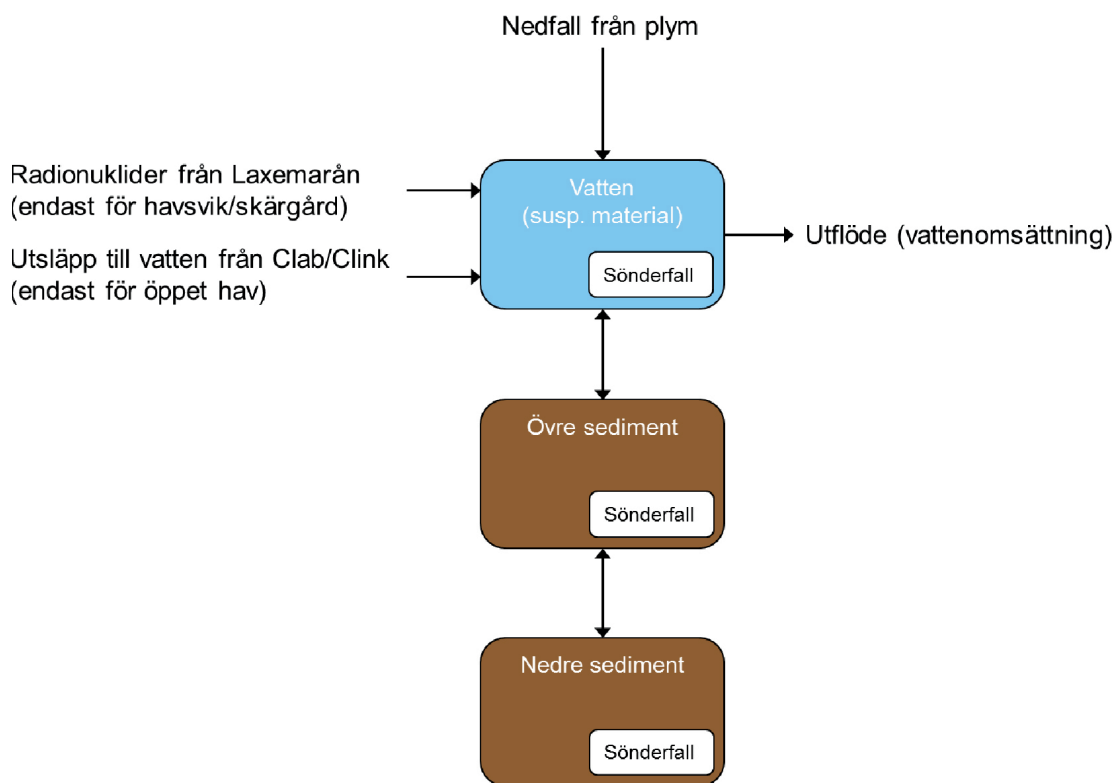 Nedfall från plym
Radionuklider från Laxemarån
(endast för havsvik/skärgård)
Utsläpp till vatten från Clab/Clink
(endast för öppet hav)
Vatten
(susp. material)
Sönderfall
Utflöde (vattenomsättning)
Övre sediment
Sönderfall
Nedre sediment
Sönderfall